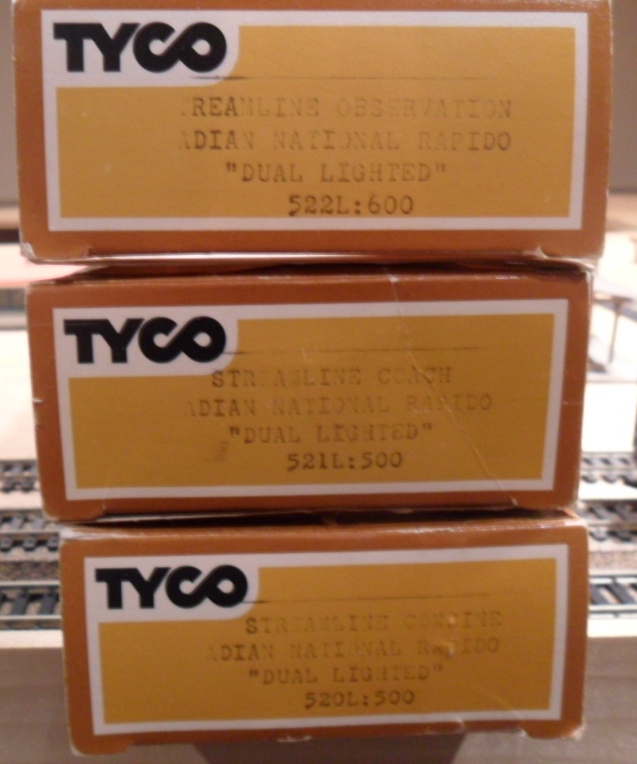 TYCO
TREAMLINE OBSERVATION
ADIAN NATIONAL RAPIDO
"DUAL LIGHTED"
522L:600
TYCO
STREAMLINE COACH
ADIAN NATIONAL RAPIDO
"DUAL LIGHTED"
521L:500
TYCO
STREAMLINE COMBINE
ADIAN NATIONAL RAPIDO
"DUAL LIGHTED"
520L:500